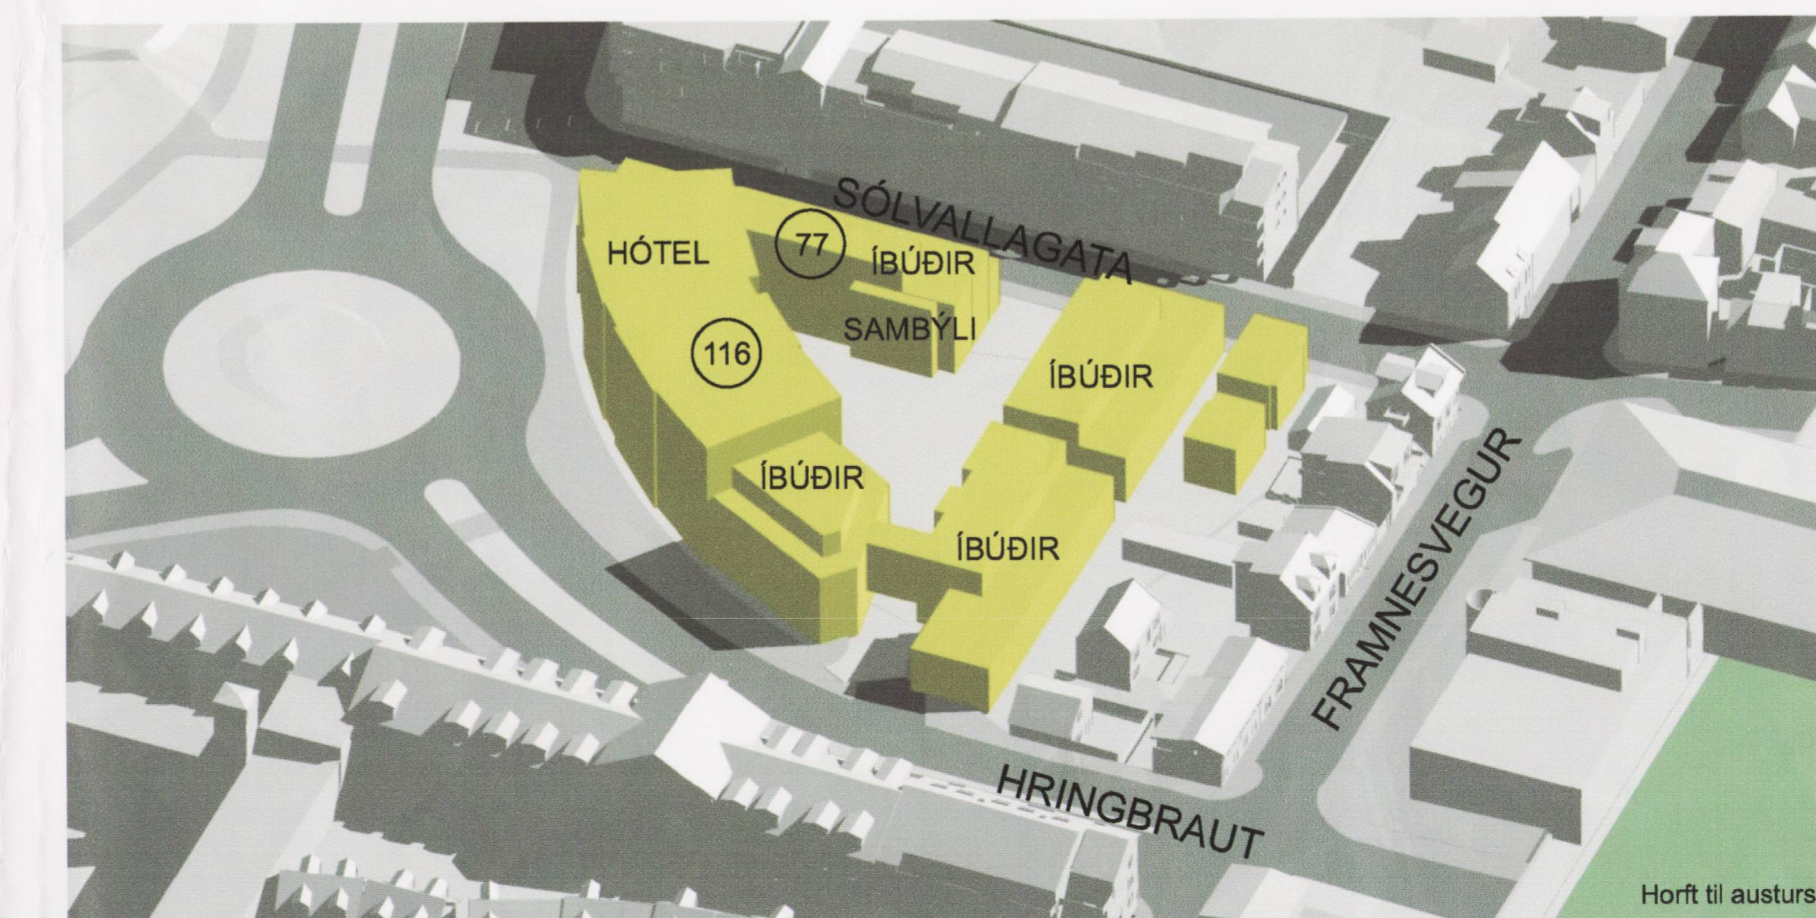 SÓLVALLAGATA
HÓTEL
77
ÍBÚÐIR
SAMBÝLI
116
ÍBÚÐIR
ÍBÚÐIR
ÍBÚÐIR
FRAMNESVEGUR
HRINGBRAUT
Horft til austurs